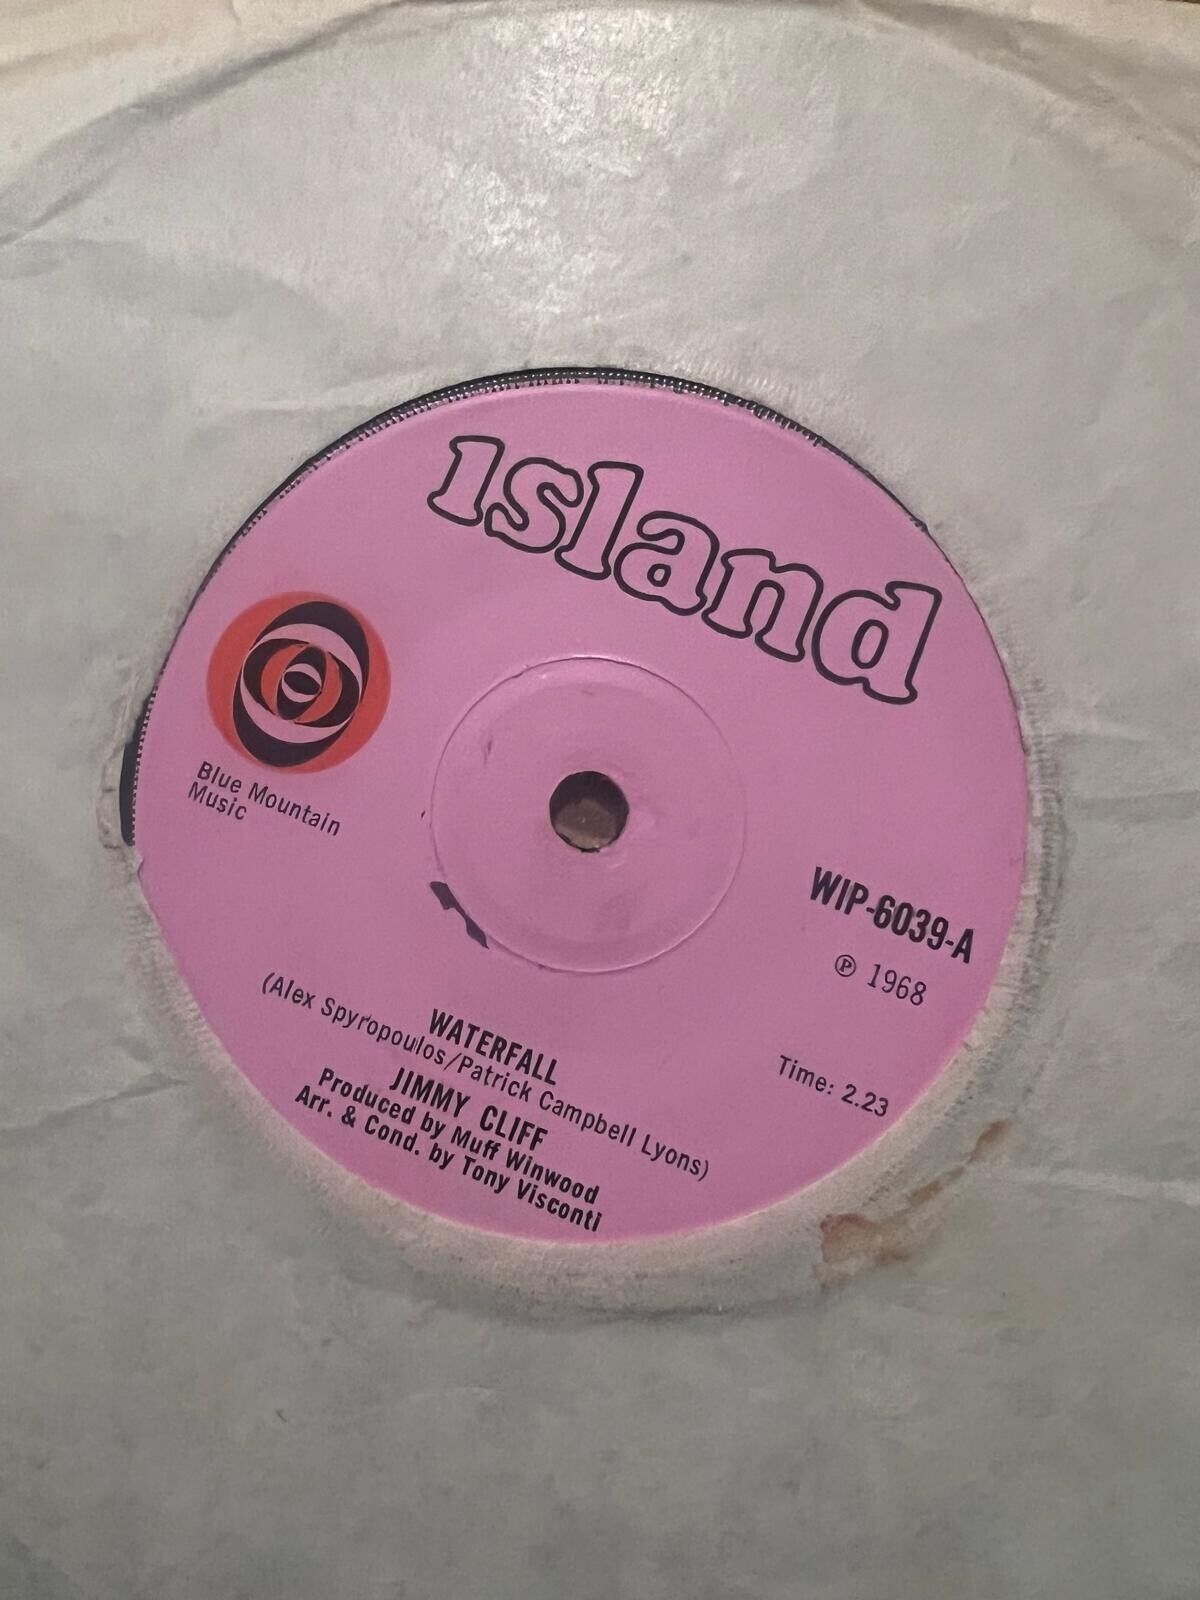 island
Blue Mountain
Music
WIP-6039-A
℗ 1968
Time: 2.23
WATERFALL
(Alex Spyropoulos/Patrick Campbell Lyons)
JIMMY CLIFF
Produced by Muff Winwood
Arr. & Cond. by Tony Visconti